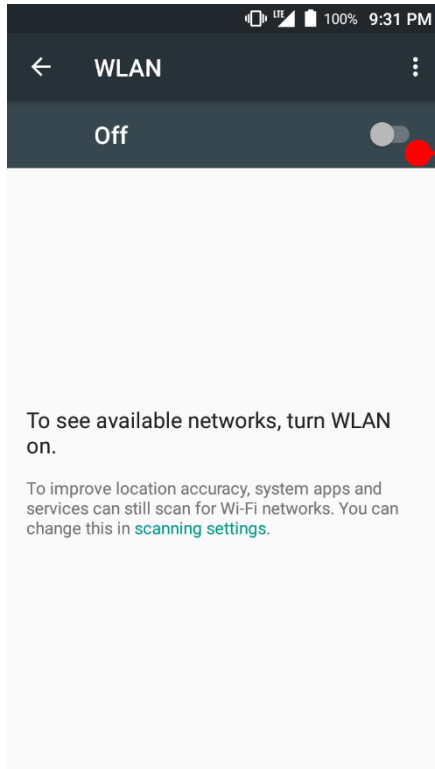 LTE 100% 9:31 PM
WLAN
Off
To see available networks, turn WLAN
on.
To improve location accuracy, system apps and
services can still scan for Wi-Fi networks. You can
change this in scanning settings.